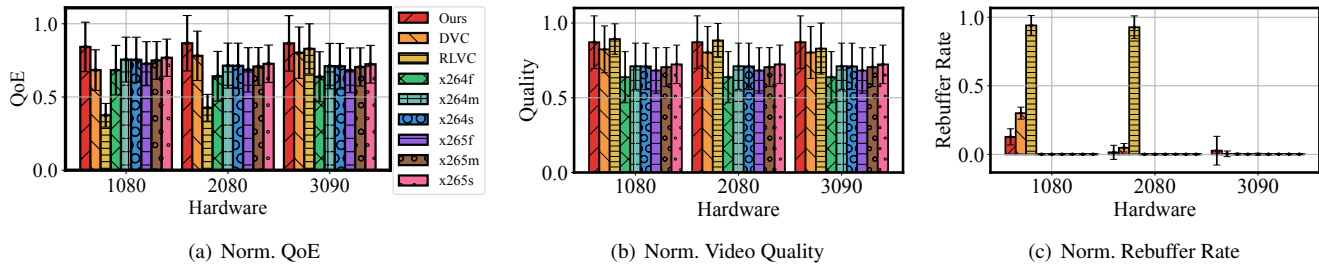 1.0
0.5
0.0
QoE
1080 2080 3090
Hardware
Ours
DVC
RLVC
x264f
x264m
x264s
x265f
x265m
x265s
(a) Norm. QoE
1.0
0.5
0.0
Quality
1080 2080 3090
Hardware
(b) Norm. Video Quality
1.0
0.5
0.0
Rebuffer Rate
1080 2080 3090
Hardware
(c) Norm. Rebuffer Rate